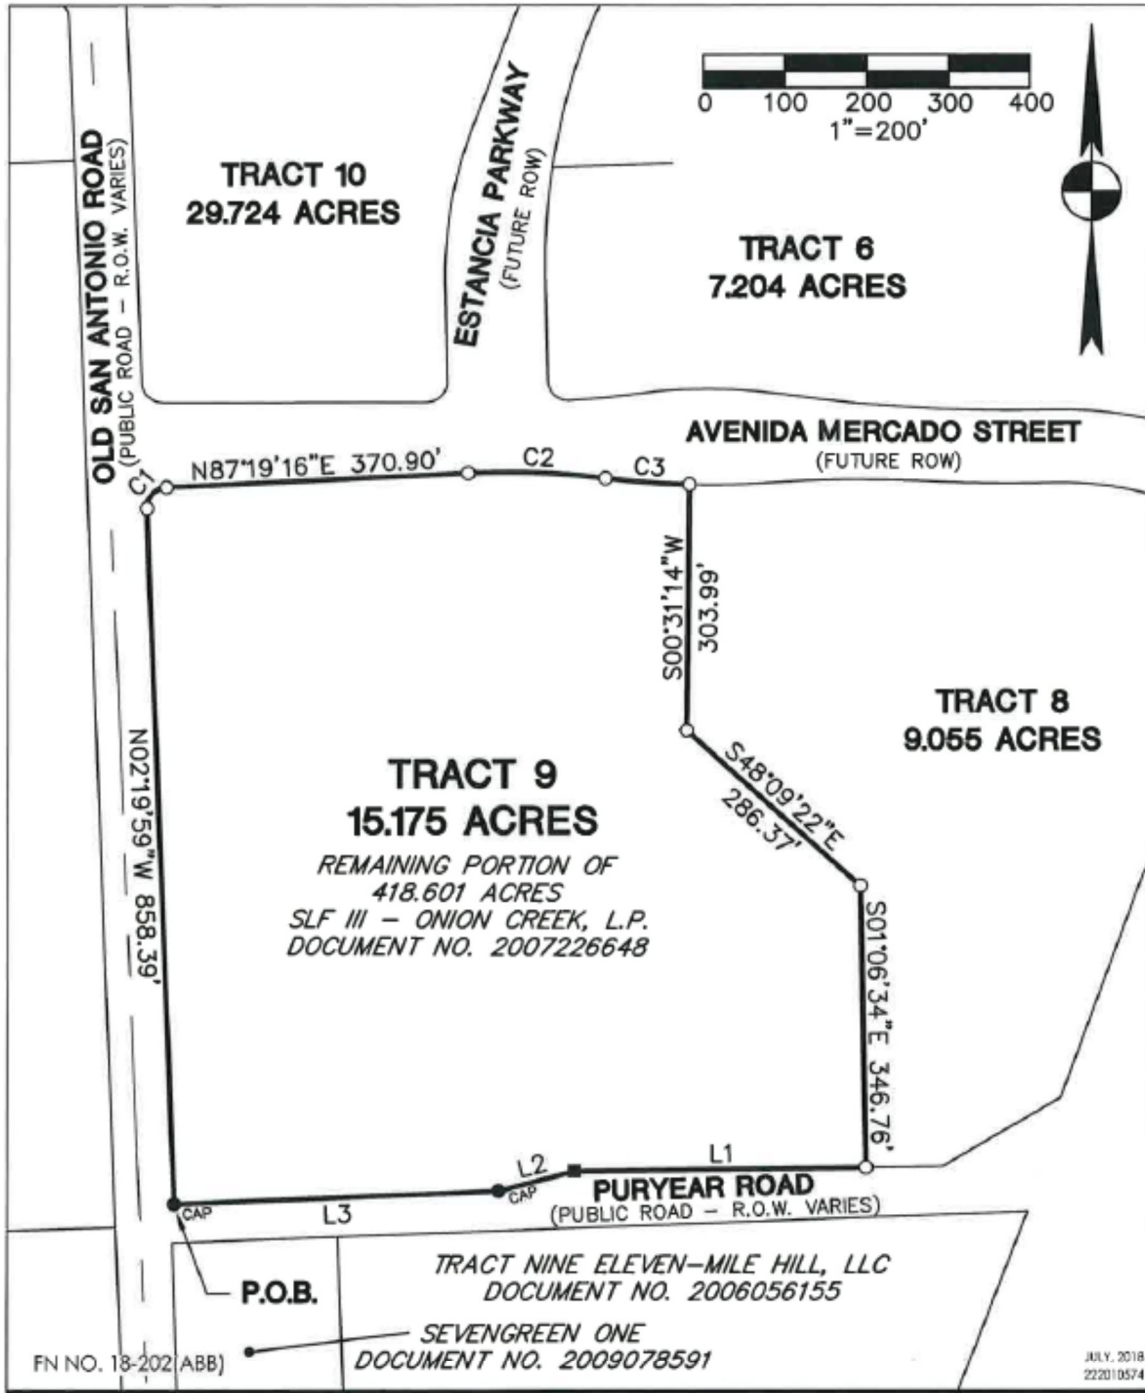 0 100 200 300 400
1"=200'
TRACT 10
29.724 ACRES
ESTANCIA PARKWAY
(FUTURE ROW)
TRACT 6
7.204 ACRES
OLD SAN ANTONIO ROAD
(PUBLIC ROAD – R.O.W. VARIES)
AVENIDA MERCADO STREET
(FUTURE ROW)
C1
N87°19'16"E 370.90'
C2
C3
S00°31'14"W
303.99'
TRACT 8
9.055 ACRES
S48°09'22"E
286.37'
N02°19'59"W 858.39'
TRACT 9
15.175 ACRES
REMAINING PORTION OF
418.601 ACRES
SLF III – ONION CREEK, L.P.
DOCUMENT NO. 2007226648
S01°06'34"E 346.76'
L1
L2
CAP
L3
CAP
PURYEAR ROAD
(PUBLIC ROAD – R.O.W. VARIES)
TRACT NINE ELEVEN–MILE HILL, LLC
DOCUMENT NO. 2006056155
P.O.B.
SEVENGREEN ONE
DOCUMENT NO. 2009078591
FN NO. 18-202(ABB)
JULY, 2018
222010574